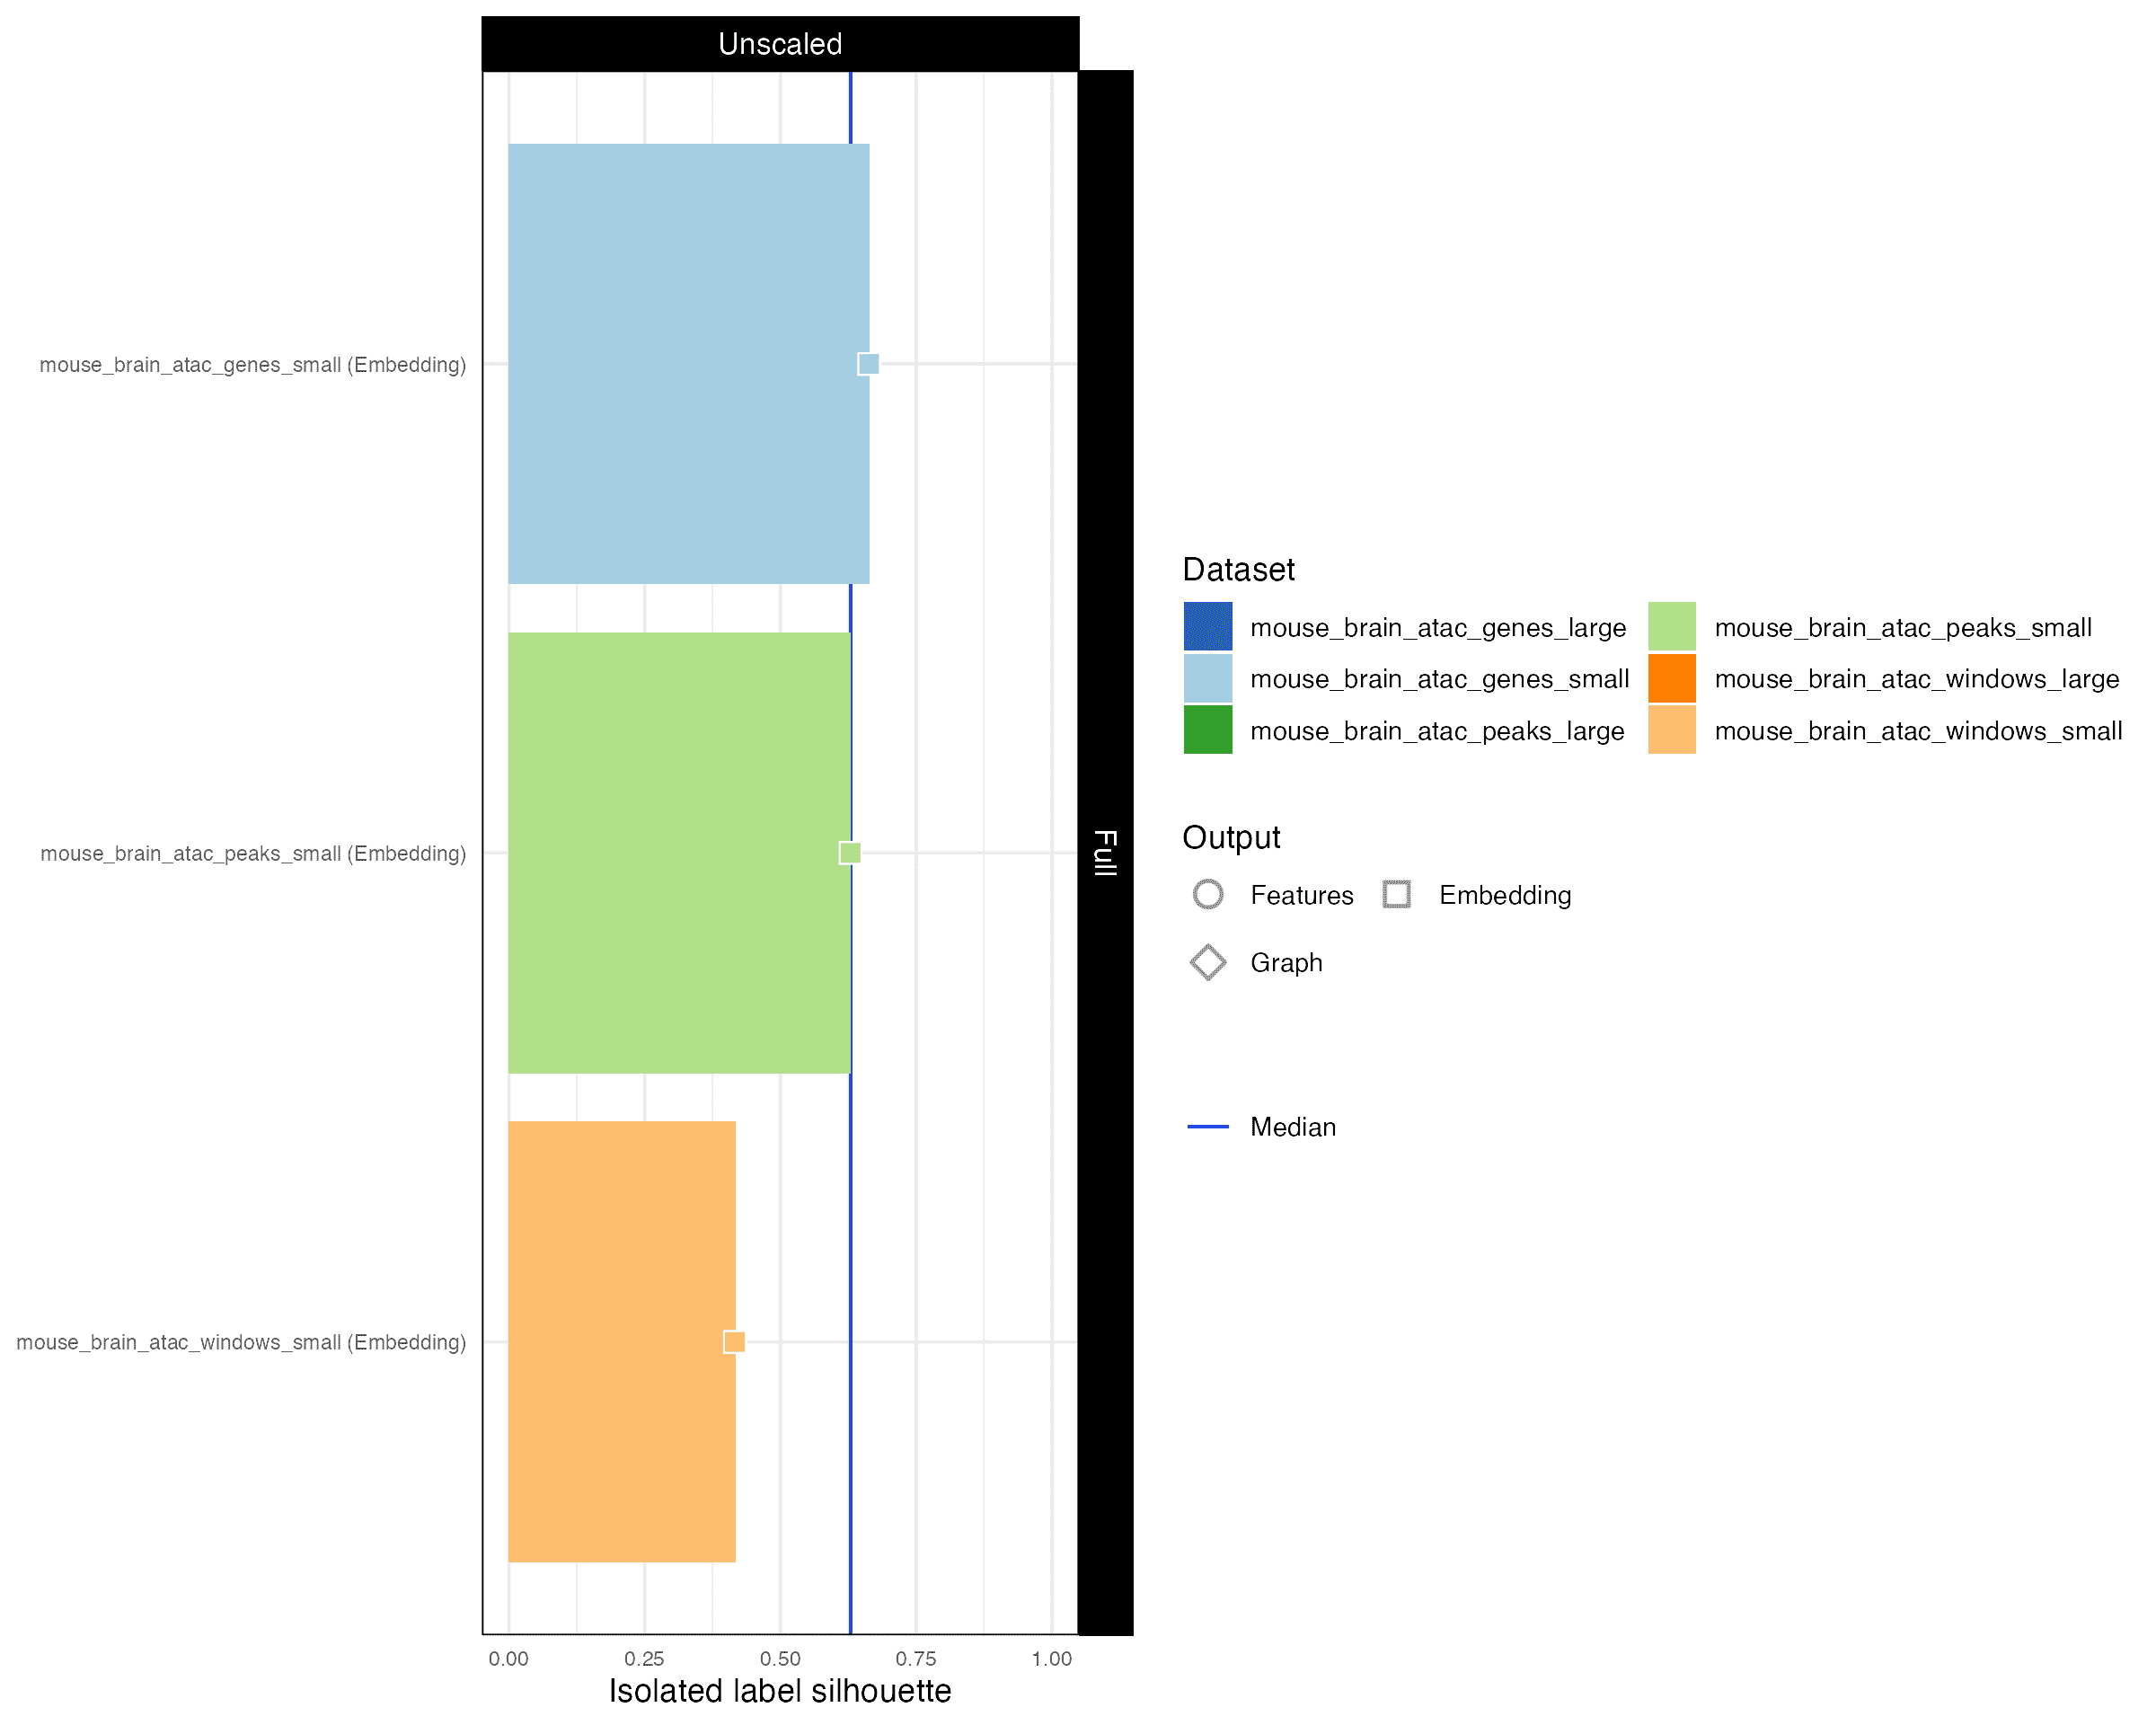 Unscaled
mouse_brain_atac_genes_small (Embedding)
mouse_brain_atac_peaks_small (Embedding)
mouse_brain_atac_windows_small (Embedding)
Full
0.00 0.25 0.50 0.75 1.00
Isolated label silhouette
Dataset
mouse_brain_atac_genes_large mouse_brain_atac_peaks_small
mouse_brain_atac_genes_small mouse_brain_atac_windows_large
mouse_brain_atac_peaks_large mouse_brain_atac_windows_small
Output
Features Embedding
Graph
Median